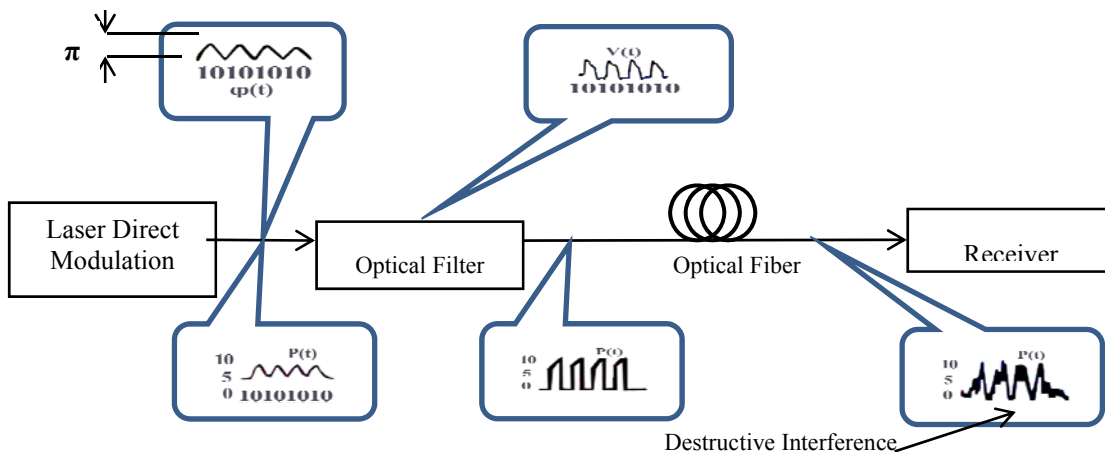 π
10101010
φ(t)
V(t)
10101010
Laser Direct
Modulation
Optical Filter
Optical Fiber
Receiver
P(t)
10
5
0 10101010
P(t)
10
5
0
P(t)
10
5
0
Destructive Interference